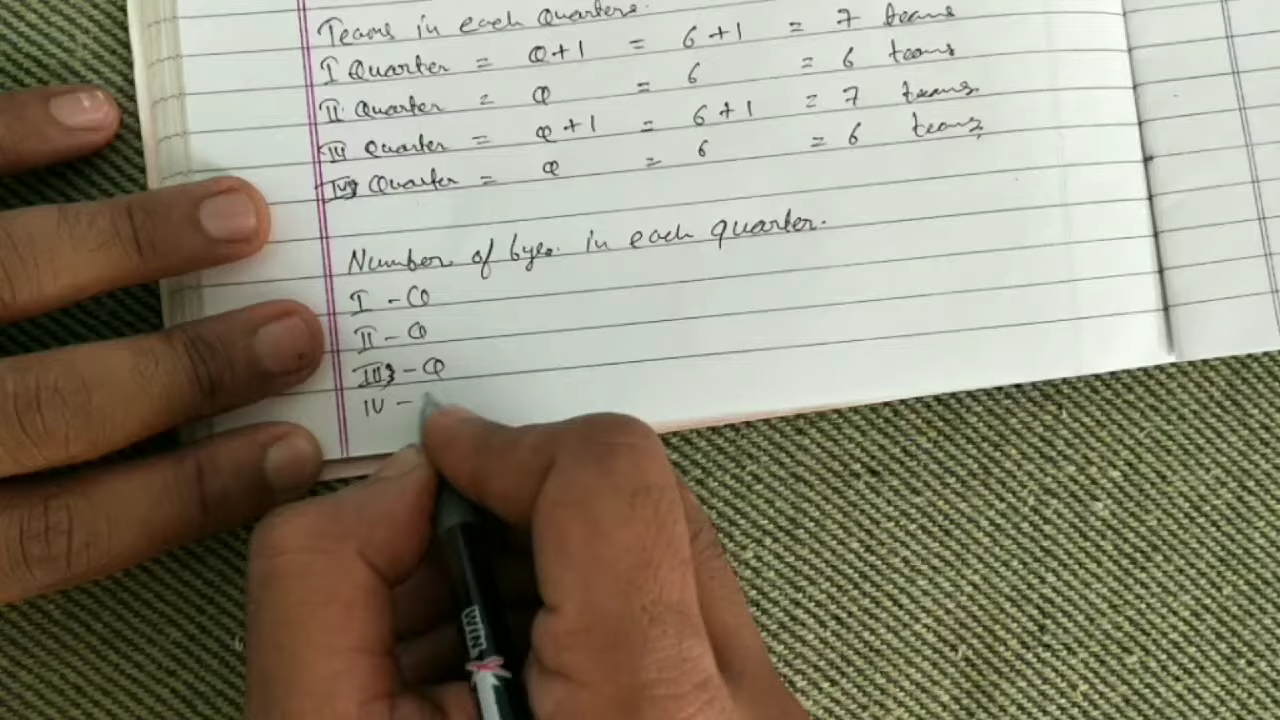 Teams in each Quarters.
I Quarter = Q+1 = 6+1 = 7 teams
II Quarter = Q = 6 = 6 teams
III Quarter = Q+1 = 6+1 = 7 teams
IV Quarter = Q = 6 = 6 teams
Number of byes. in each quarter.
I - Q
II - Q
III - Q
IV -
WIN